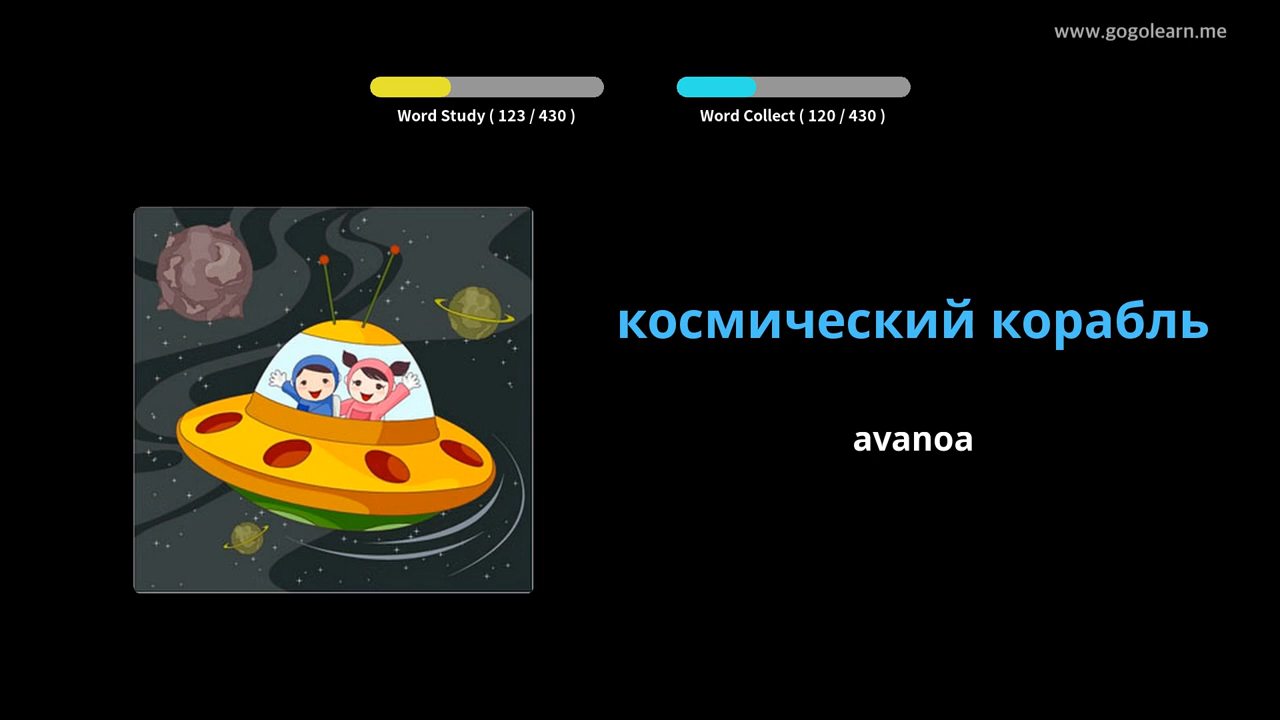 www.gogolearn.me
Word Study ( 123 / 430 )
Word Collect ( 120 / 430 )
космический корабль
avanoa